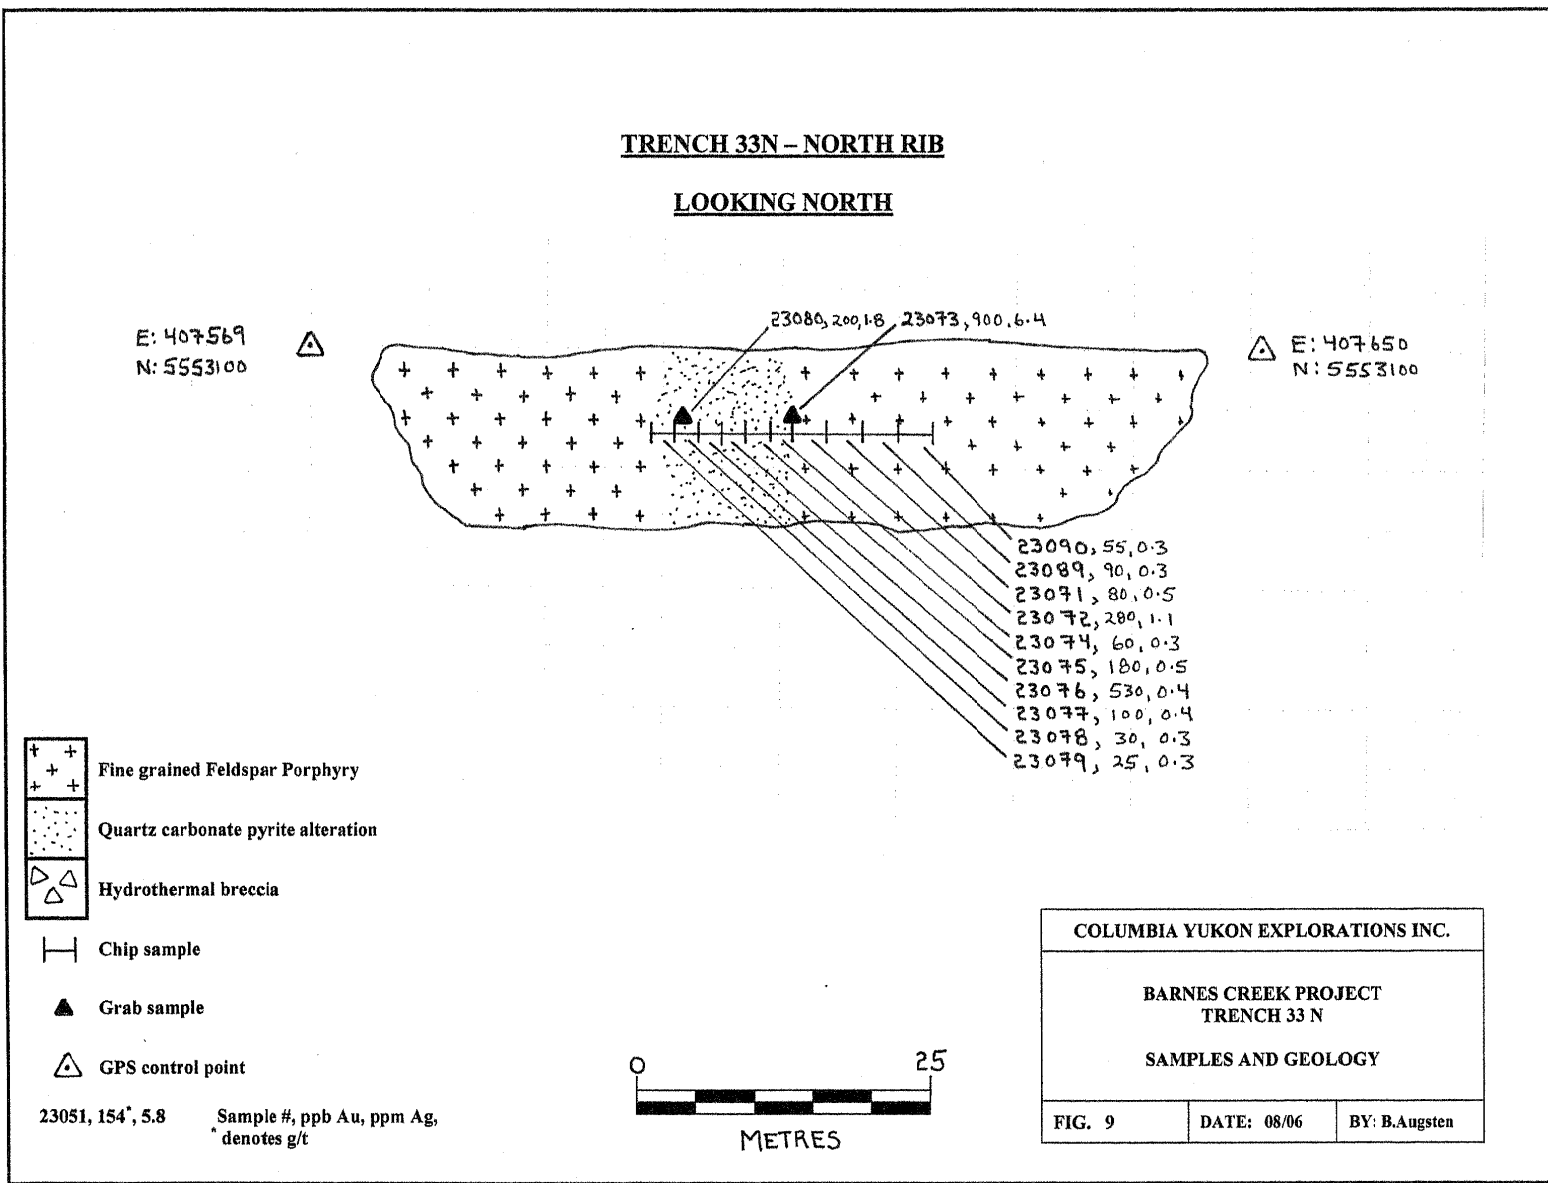 TRENCH 33N – NORTH RIB
LOOKING NORTH
E: 407569
N: 5553100
23080, 200, 1.8
23073, 900, 6.4
E: 407650
N: 5553100
23090, 55, 0.3
23089, 90, 0.3
23071, 80, 0.5
23072, 280, 1.1
23074, 60, 0.3
23075, 180, 0.5
23076, 530, 0.4
23077, 100, 0.4
23078, 30, 0.3
23079, 25, 0.3
Fine grained Feldspar Porphyry
Quartz carbonate pyrite alteration
Hydrothermal breccia
Chip sample
Grab sample
GPS control point
23051, 154*, 5.8 Sample #, ppb Au, ppm Ag,
* denotes g/t
0 25
METRES
COLUMBIA YUKON EXPLORATIONS INC.
BARNES CREEK PROJECT
TRENCH 33 N
SAMPLES AND GEOLOGY
FIG. 9 DATE: 08/06 BY: B.Augsten